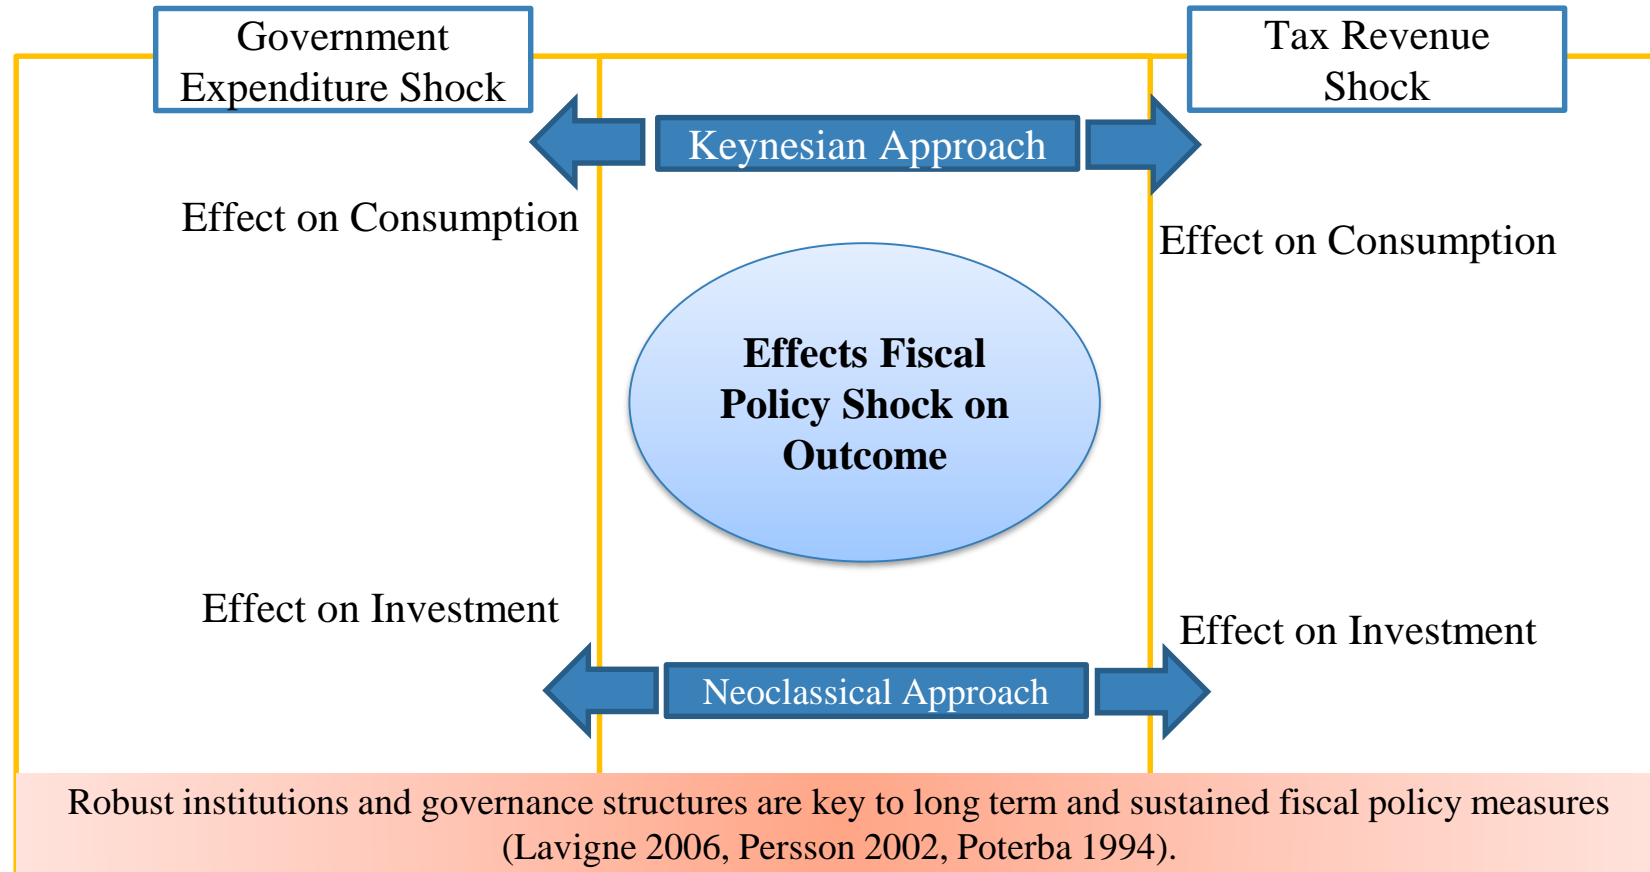 Government
Expenditure Shock
Tax Revenue
Shock
Keynesian Approach
Effect on Consumption
Effect on Consumption
Effects Fiscal
Policy Shock on
Outcome
Effect on Investment
Effect on Investment
Neoclassical Approach
Robust institutions and governance structures are key to long term and sustained fiscal policy measures
(Lavigne 2006, Persson 2002, Poterba 1994).